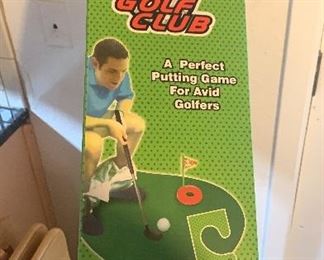 GOLF
CLUB
A Perfect
Putting Game
For Avid
Golfers